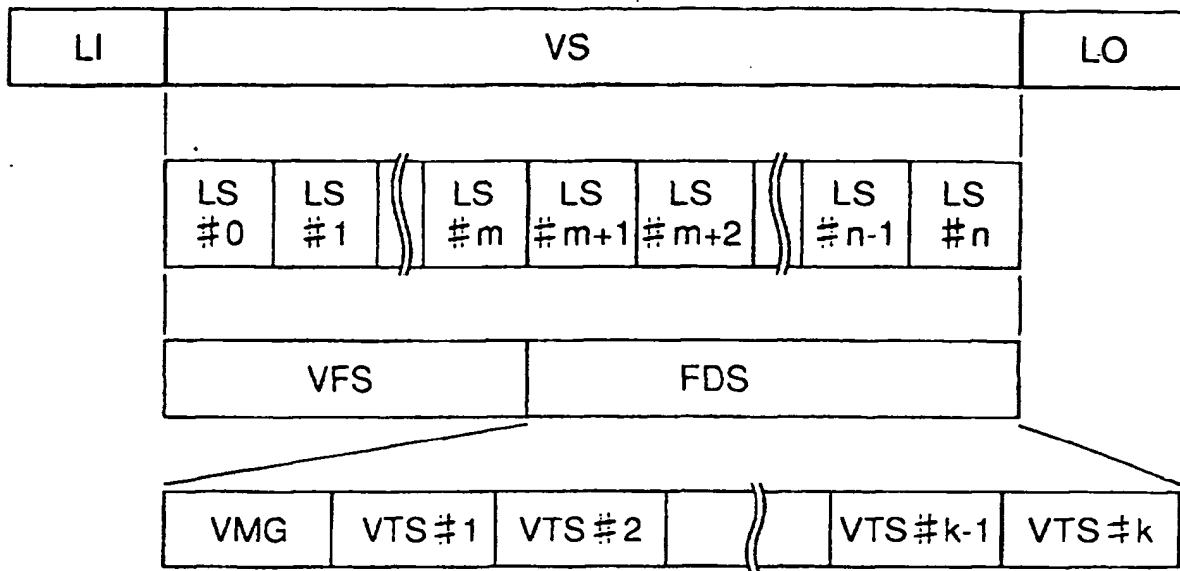 LI VS LO
LS LS LS LS LS LS LS
#0 #1 #m #m+1 #m+2 #n-1 #n
VFS FDS
VMG VTS#1 VTS#2 VTS#k-1 VTS#k